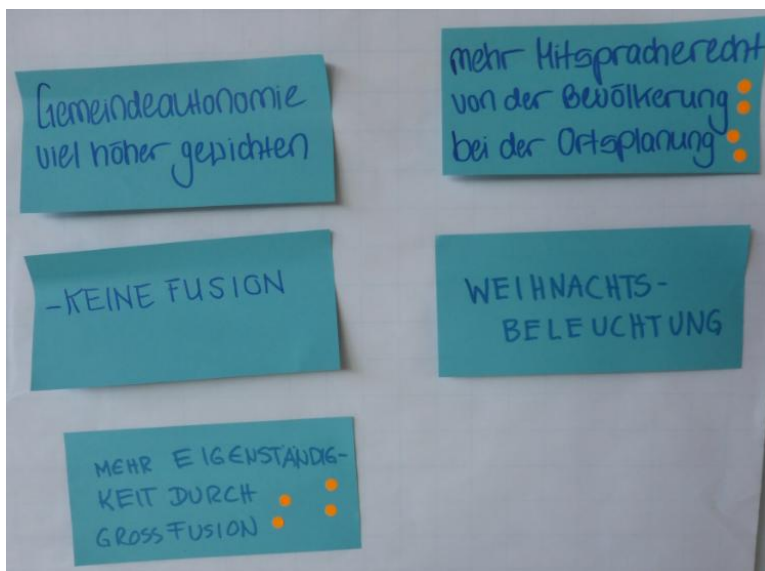 Gemeindeautonomie
viel höher gewichten
mehr Mitspracherecht
von der Bevölkerung
bei der Ortsplanung
-KEINE FUSION
WEIHNACHTS-
BELEUCHTUNG
MEHR EIGENSTÄNDIG-
KEIT DURCH
GROSSFUSION